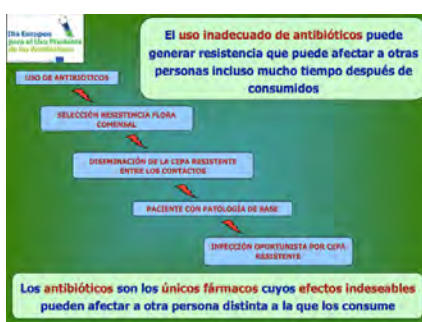 Día Europeo
para el Uso Prudente
de los Antibióticos
El uso inadecuado de antibióticos puede
generar resistencia que puede afectar a otras
personas incluso mucho tiempo después de
consumidos
USO DE ANTIBIÓTICOS
SELECCIÓN RESISTENCIA FLORA
COMENSAL
DISEMINACIÓN DE LA CEPA RESISTENTE
ENTRE LOS CONTACTOS
PACIENTE CON PATOLOGÍA DE BASE
INFECCIÓN OPORTUNISTA POR CEPA
RESISTENTE
Los antibióticos son los únicos fármacos cuyos efectos indeseables
pueden afectar a otra persona distinta a la que los consume